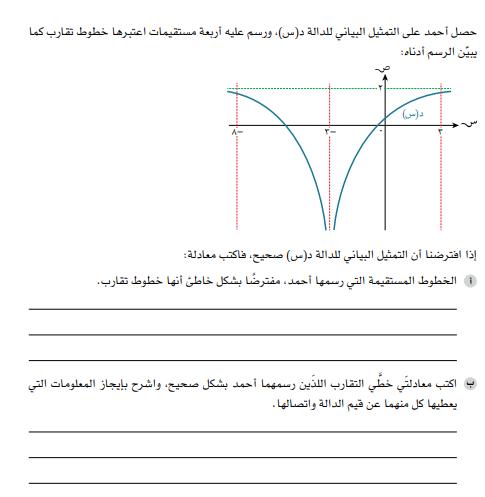 حصل أحمد على التمثيل البياني للدالة د(س)، ورسم عليه أربعة مستقيمات اعتبرها خطوط تقارب كما
يبيّن الرسم أدناه:
ص
٢
د(س)
س
-٨
-٣
٠
٣
إذا افترضنا أن التمثيل البياني للدالة د(س) صحيح، فاكتب معادلة:
أ الخطوط المستقيمة التي رسمها أحمد، مفترضًا بشكل خاطئ أنها خطوط تقارب.
ب اكتب معادلتَي خطَّي التقارب اللذَين رسمهما أحمد بشكل صحيح، واشرح بإيجاز المعلومات التي
يعطيها كل منهما عن قيم الدالة واتصالها.